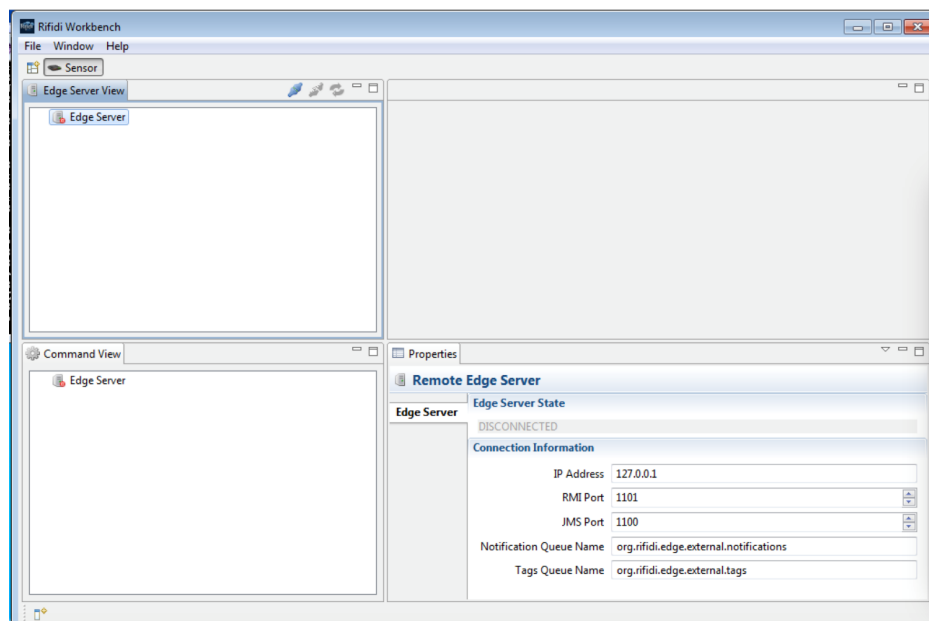 Rifidi Workbench
File Window Help
Sensor
Edge Server View
Edge Server
Command View
Edge Server
Properties
Remote Edge Server
Edge Server
Edge Server State
DISCONNECTED
Connection Information
IP Address 127.0.0.1
RMI Port 1101
JMS Port 1100
Notification Queue Name org.rifidi.edge.external.notifications
Tags Queue Name org.rifidi.edge.external.tags